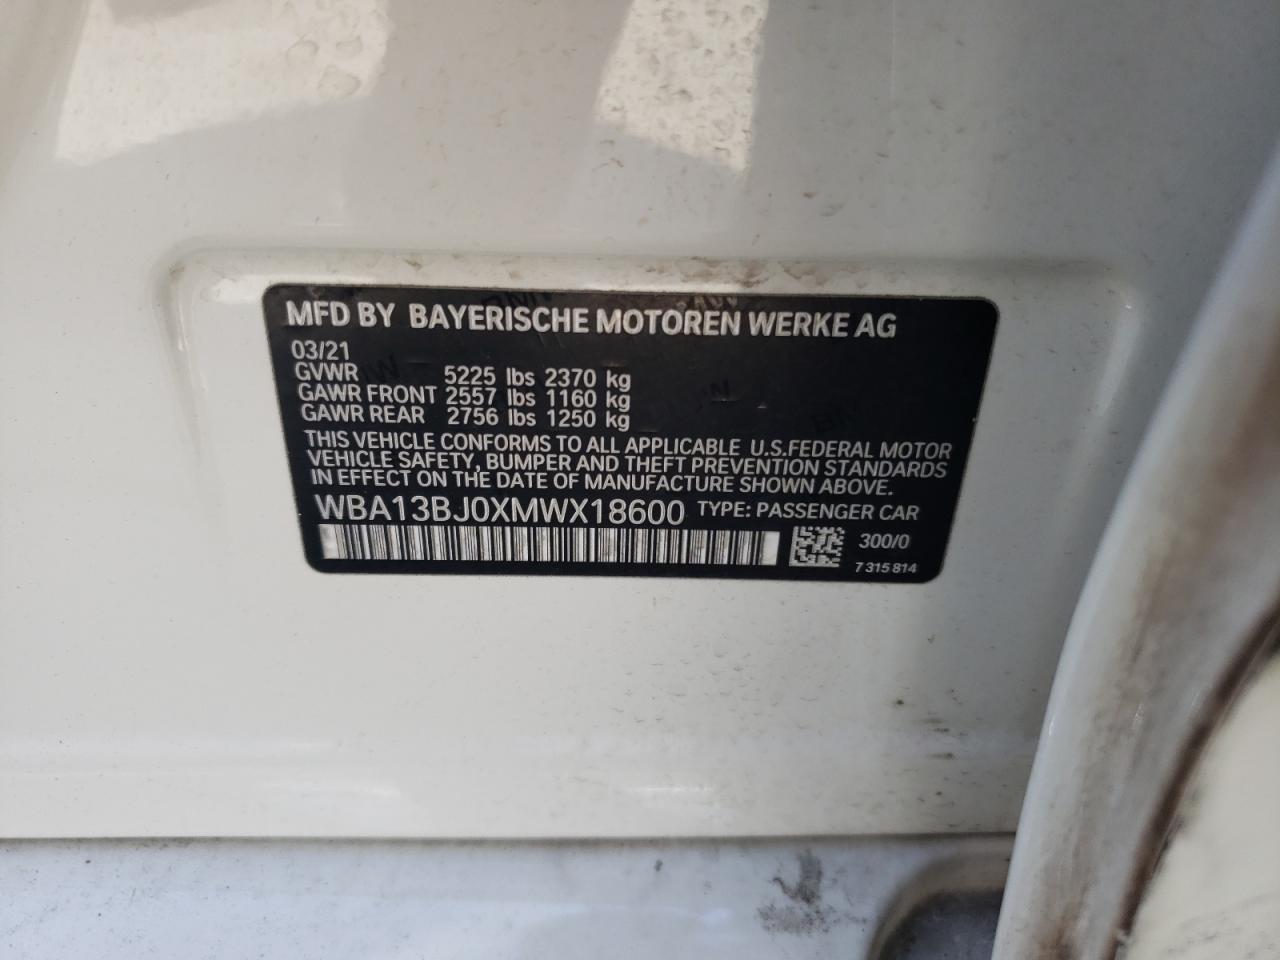 MFD BY BAYERISCHE MOTOREN WERKE AG
03/21
GVWR 5225 lbs 2370 kg
GAWR FRONT 2557 lbs 1160 kg
GAWR REAR 2756 lbs 1250 kg
THIS VEHICLE CONFORMS TO ALL APPLICABLE U.S.FEDERAL MOTOR
VEHICLE SAFETY, BUMPER AND THEFT PREVENTION STANDARDS
IN EFFECT ON THE DATE OF MANUFACTURE SHOWN ABOVE.
WBA13BJ0XMWX18600 TYPE: PASSENGER CAR
300/0
7 315 814